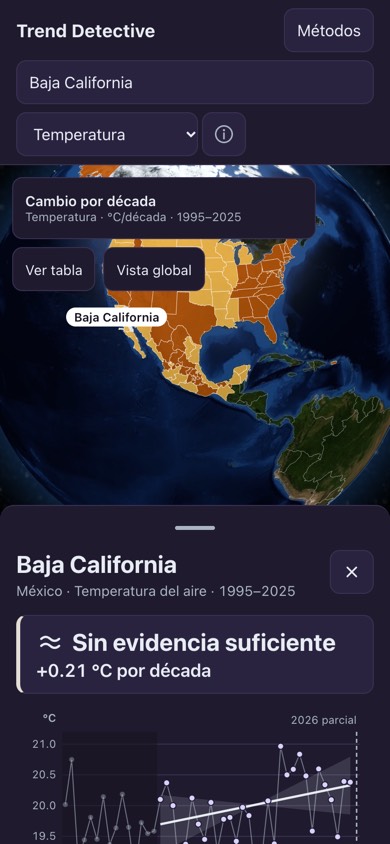 Trend Detective
Métodos
Baja California
Temperatura
Cambio por década
Temperatura · °C/década · 1995–2025
Ver tabla
Vista global
Baja California
Baja California
México · Temperatura del aire · 1995–2025
Sin evidencia suficiente
+0.21 °C por década
°C
2026 parcial
21.0
20.5
20.0
19.5